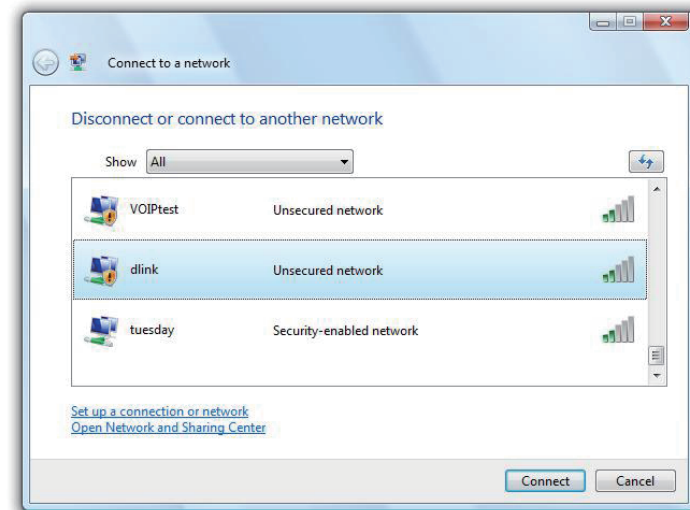 Connect to a network
Disconnect or connect to another network
Show All
VOIPtest Unsecured network
dlink Unsecured network
tuesday Security-enabled network
Set up a connection or network
Open Network and Sharing Center
Connect Cancel